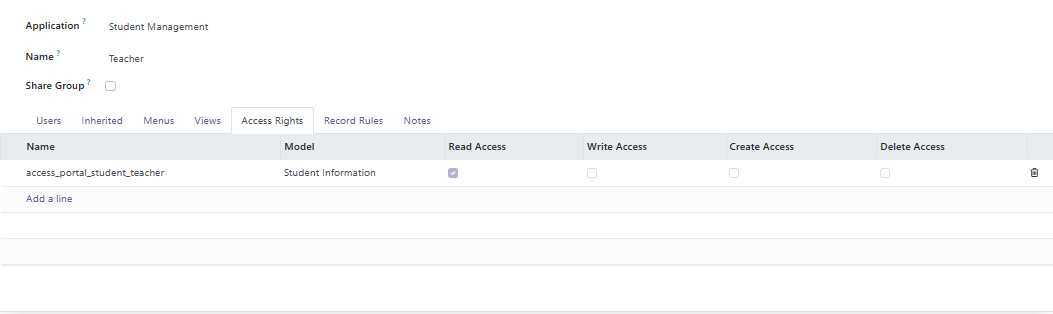 Application ? Student Management
Name ? Teacher
Share Group ?
Users Inherited Menus Views Access Rights Record Rules Notes
Name Model Read Access Write Access Create Access Delete Access
access_portal_student_teacher Student Information
Add a line